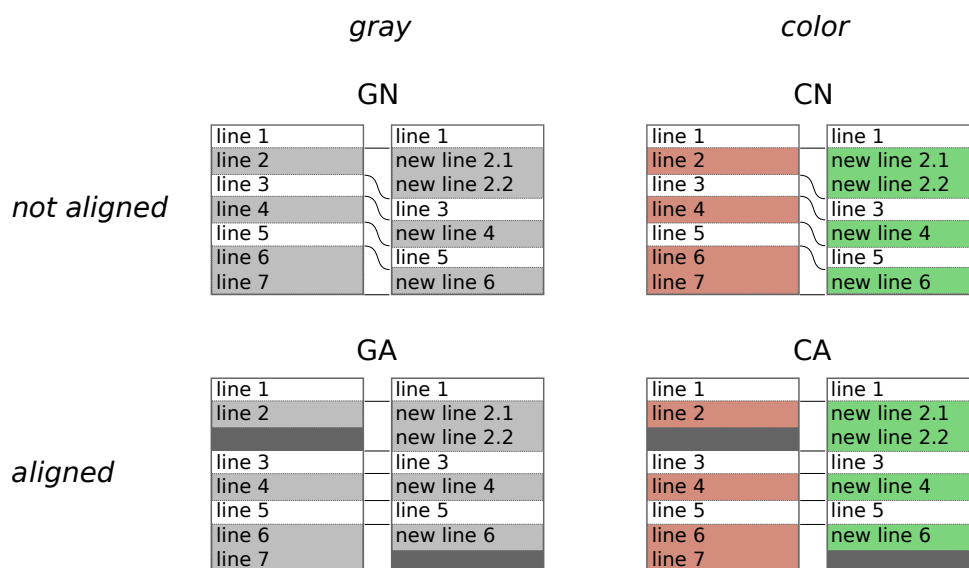 gray
color
GN
CN
not aligned
line 1
line 2
line 3
line 4
line 5
line 6
line 7
line 1
new line 2.1
new line 2.2
line 3
new line 4
line 5
new line 6
line 1
line 2
line 3
line 4
line 5
line 6
line 7
line 1
new line 2.1
new line 2.2
line 3
new line 4
line 5
new line 6
GA
CA
aligned
line 1
line 2
line 3
line 4
line 5
line 6
line 7
line 1
new line 2.1
new line 2.2
line 3
new line 4
line 5
new line 6
line 1
line 2
line 3
line 4
line 5
line 6
line 7
line 1
new line 2.1
new line 2.2
line 3
new line 4
line 5
new line 6